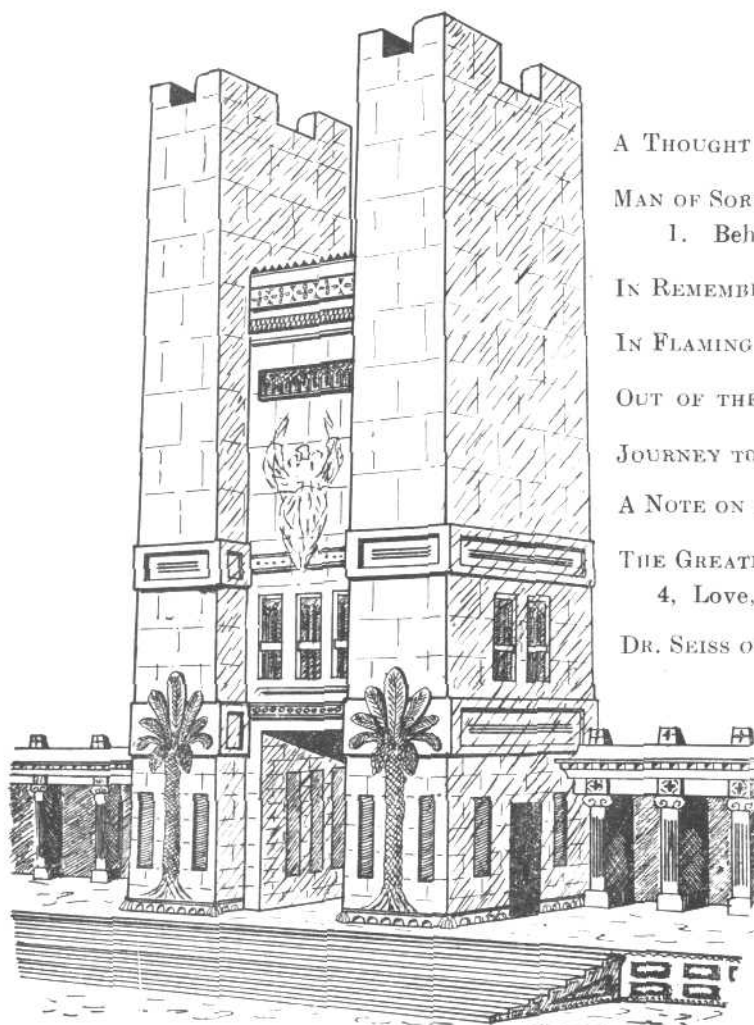 A THOUGHT
MAN OF SOR
1. Beh
IN REMEMB
IN FLAMING
OUT OF THE
JOURNEY TO
A NOTE ON
THE GREAT
4, Love,
DR. SEISS O